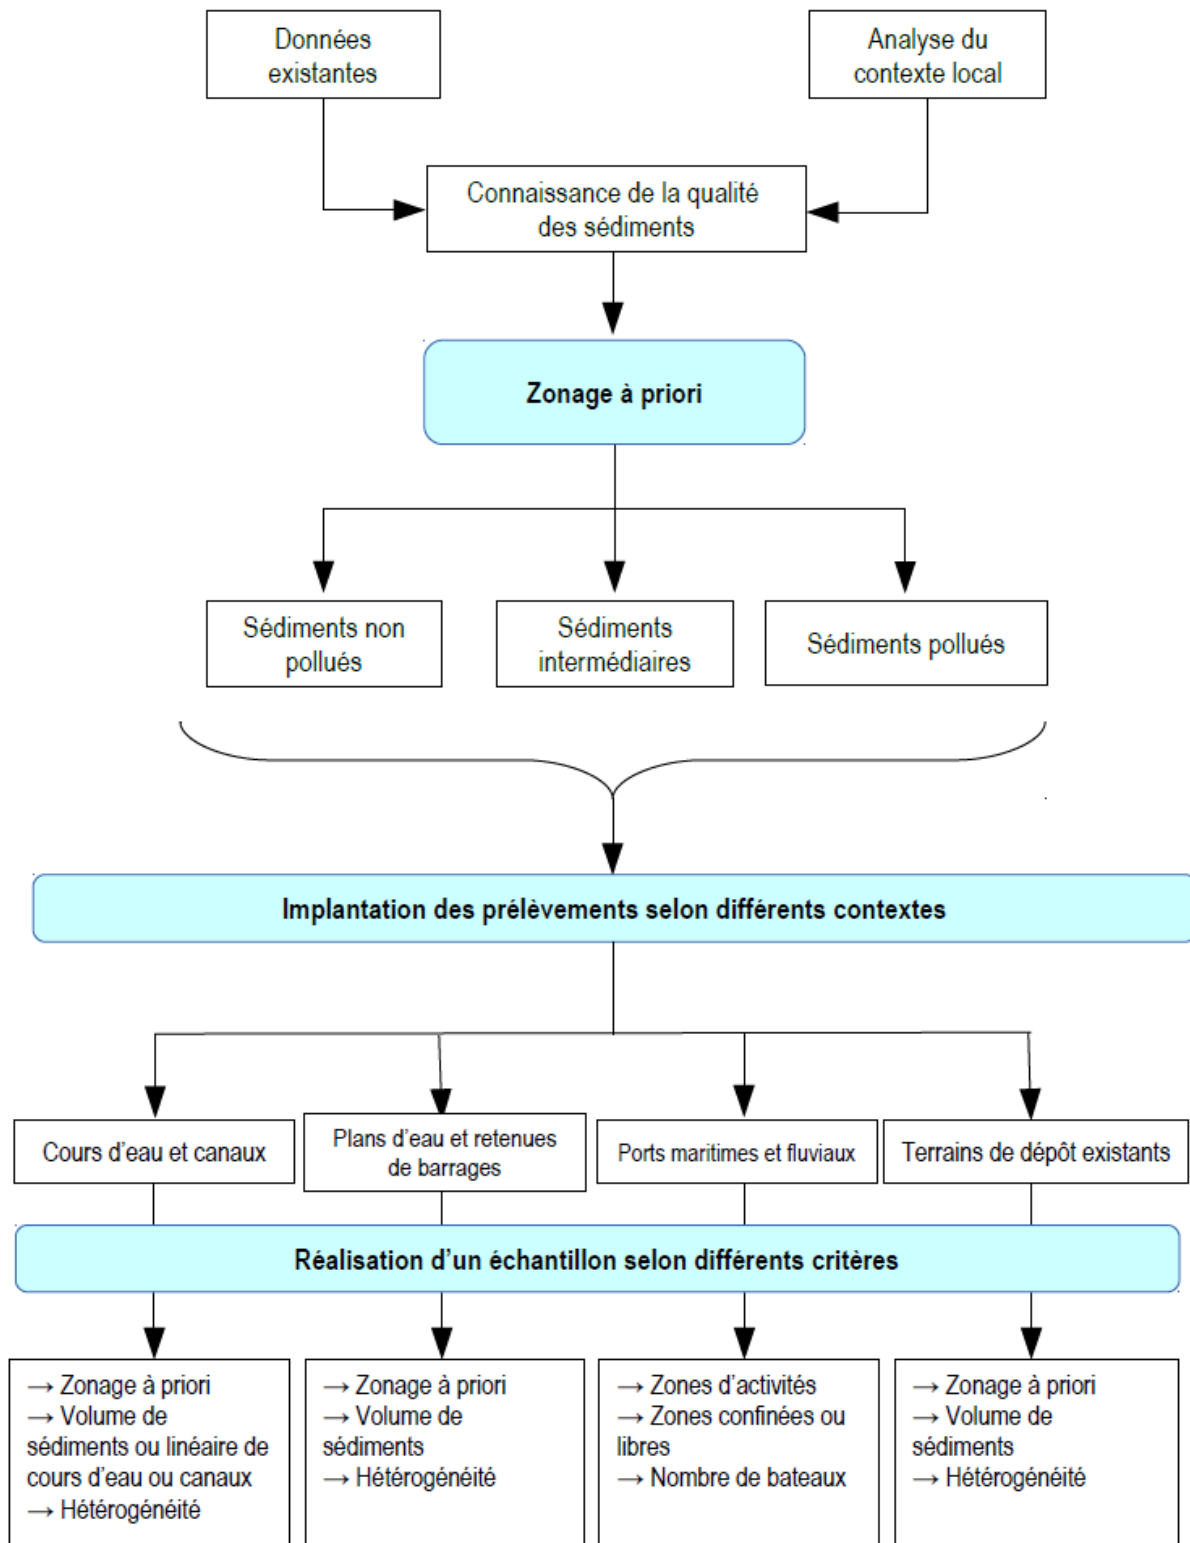 Données
existantes
Analyse du
contexte local
Connaissance de la qualité
des sédiments
Zonage à priori
Sédiments non
pollués
Sédiments
intermédiaires
Sédiments pollués
Implantation des prélèvements selon différents contextes
Cours d'eau et canaux
Plans d'eau et retenues
de barrages
Ports maritimes et fluviaux
Terrains de dépôt existants
Réalisation d'un échantillon selon différents critères
→ Zonage à priori
→ Volume de
sédiments ou linéaire de
cours d'eau ou canaux
→ Hétérogénéité
→ Zonage à priori
→ Volume de
sédiments
→ Hétérogénéité
→ Zones d'activités
→ Zones confinées ou
libres
→ Nombre de bateaux
→ Zonage à priori
→ Volume de
sédiments
→ Hétérogénéité